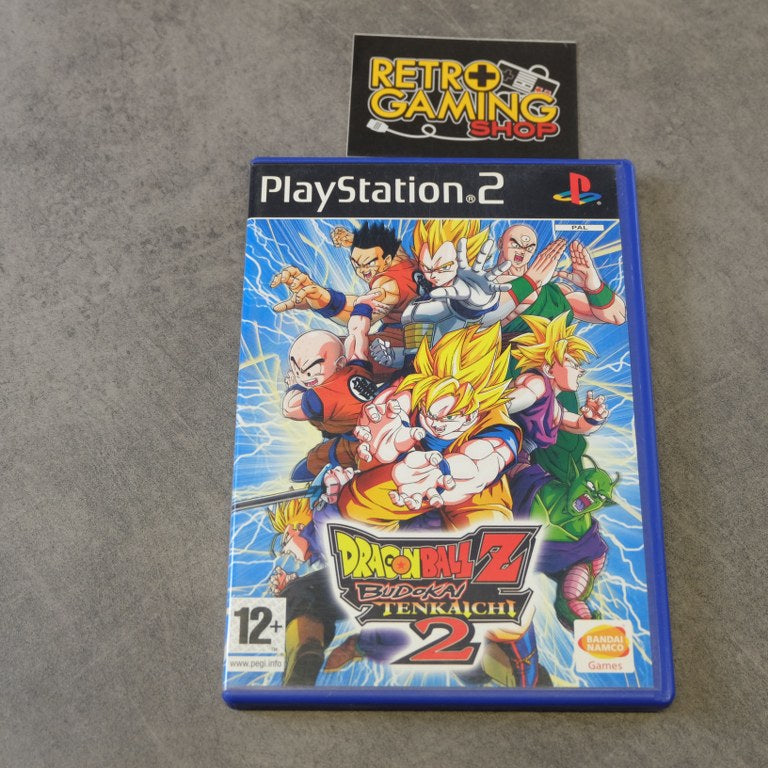 RETRO
GAMING
SHOP
PlayStation®2
PAL
DRAGON BALL Z
BUDOKAI
TENKAICHI
2
12+
www.pegi.info
BANDAI
NAMCO
Games